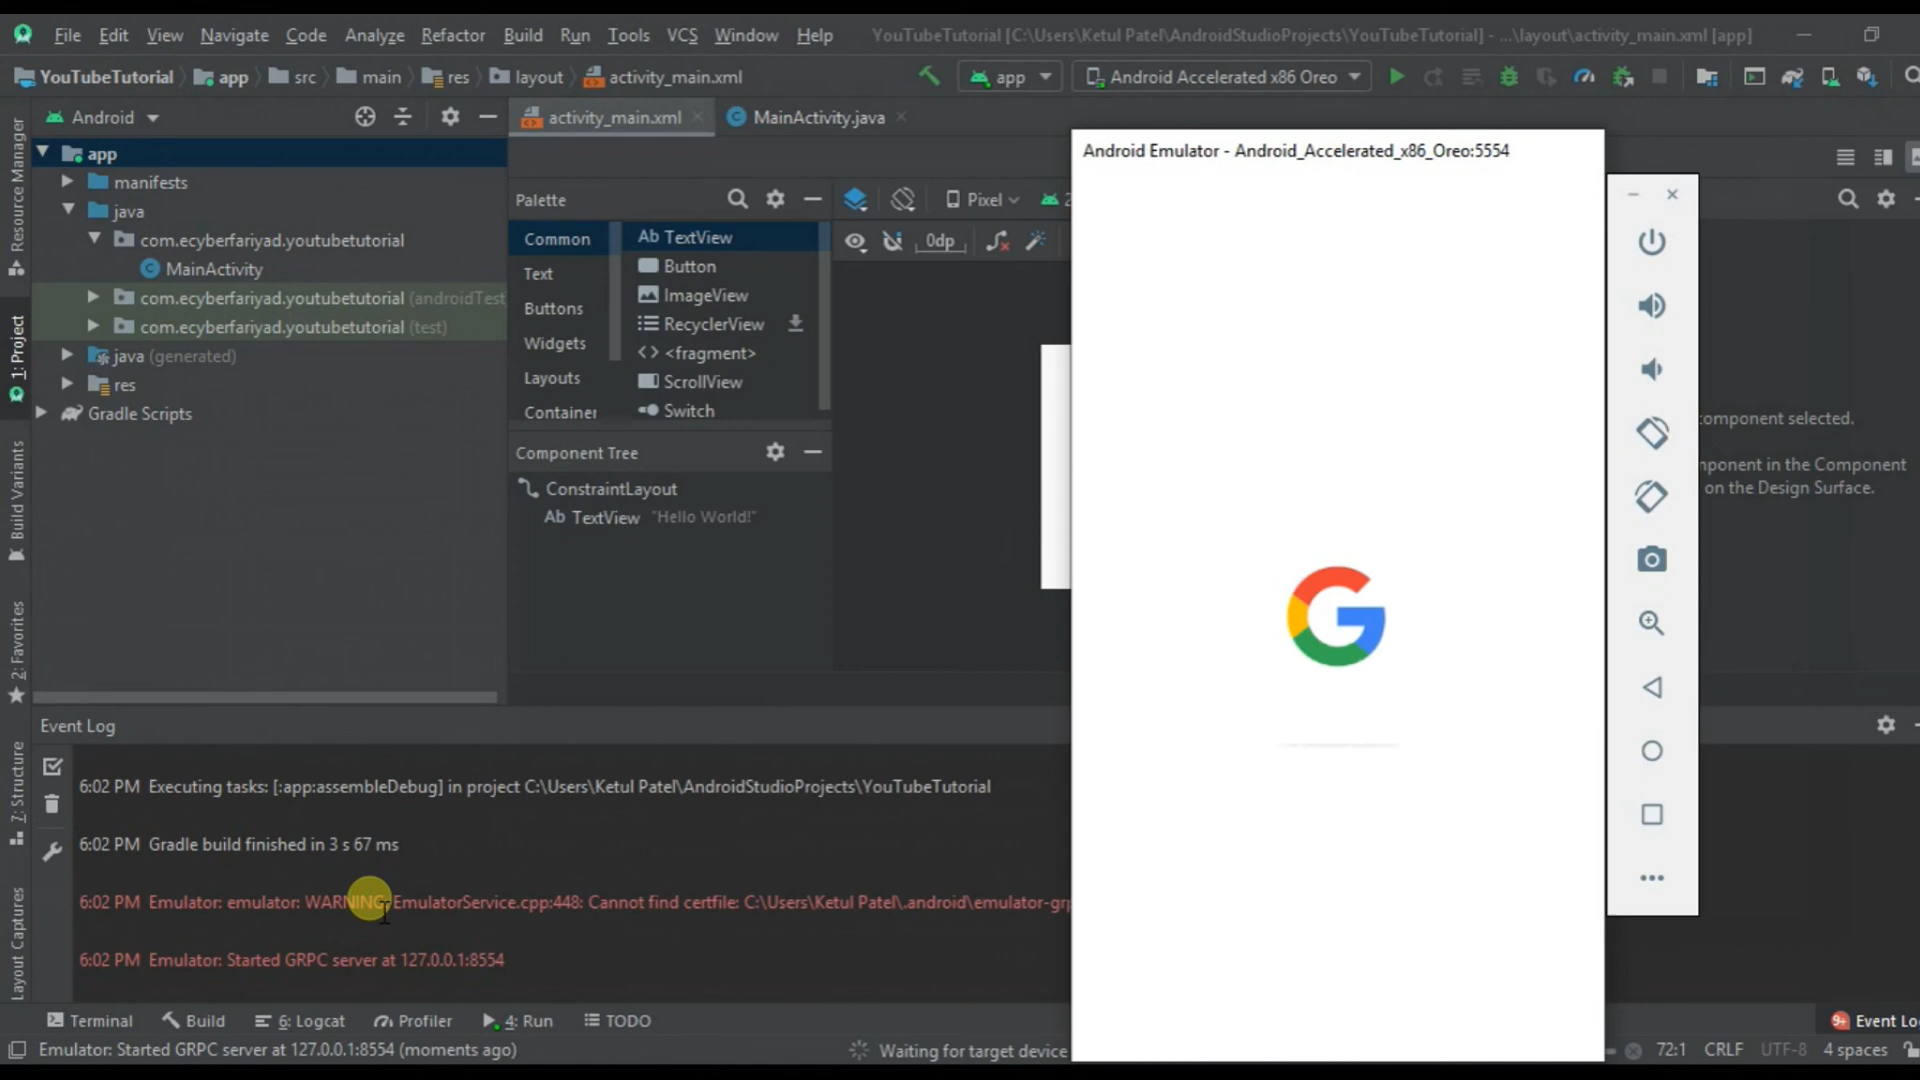 File Edit View Navigate Code Analyze Refactor Build Run Tools VCS Window Help YouTubeTutorial [C:\Users\Ketul Patel\AndroidStudioProjects\YouTubeTutorial] - ...\layout\activity_main.xml [app]
YouTubeTutorial app src main res layout activity_main.xml app Android Accelerated x86 Oreo
Android activity_main.xml MainActivity.java
app
manifests
java
com.ecyberfariyad.youtubetutorial
MainActivity
com.ecyberfariyad.youtubetutorial (androidTest
com.ecyberfariyad.youtubetutorial (test)
java (generated)
res
Gradle Scripts
Resource Manager
1: Project
Build Variants
2: Favorites
7: Structure
Layout Captures
Palette
Common
Text
Buttons
Widgets
Layouts
Container
Ab TextView
Button
ImageView
RecyclerView
<> <fragment>
ScrollView
Switch
Pixel 2
0dp
Component Tree
ConstraintLayout
Ab TextView "Hello World!"
Android Emulator - Android_Accelerated_x86_Oreo:5554
G
component selected.
on the Design Surface.
nponent in the Component
Event Log
6:02 PM Executing tasks: [:app:assembleDebug] in project C:\Users\Ketul Patel\AndroidStudioProjects\YouTubeTutorial
6:02 PM Gradle build finished in 3 s 67 ms
6:02 PM Emulator: emulator: WARNING: EmulatorService.cpp:448: Cannot find certfile: C:\Users\Ketul Patel\.android\emulator-grp
6:02 PM Emulator: Started GRPC server at 127.0.0.1:8554
Terminal Build 6: Logcat Profiler 4: Run TODO 9+ Event Lo
Emulator: Started GRPC server at 127.0.0.1:8554 (moments ago) Waiting for target device 72:1 CRLF UTF-8 4 spaces